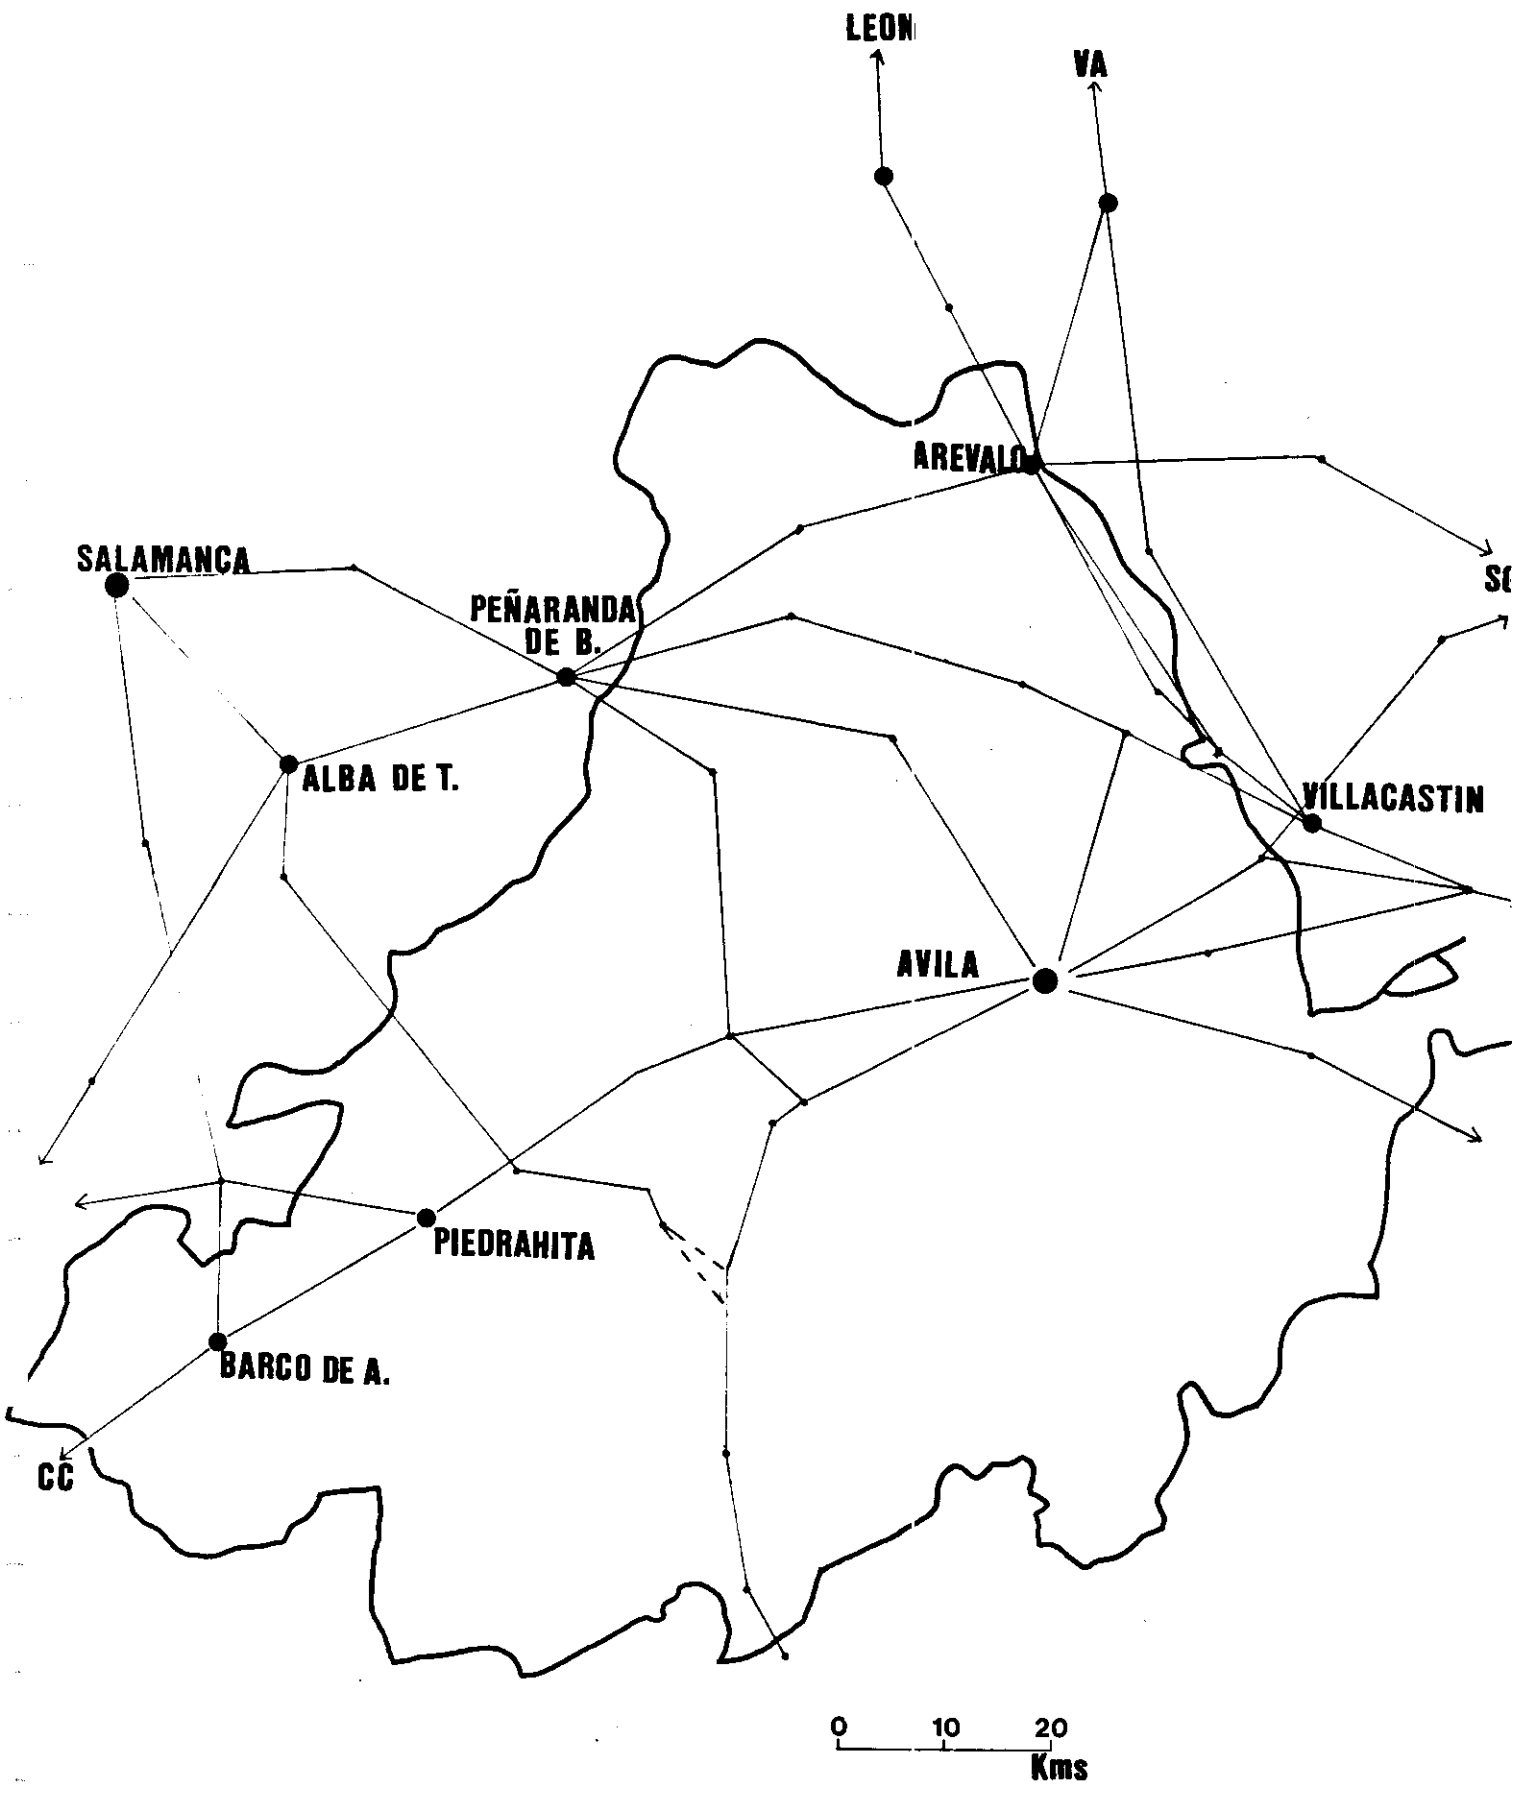 LEON
VA
AREVALO
SALAMANCA
PEÑARANDA
DE B.
ALBA DE T.
VILLACASTIN
AVILA
PIEDRAHITA
BARCO DE A.
CC
0 10 20
Kms